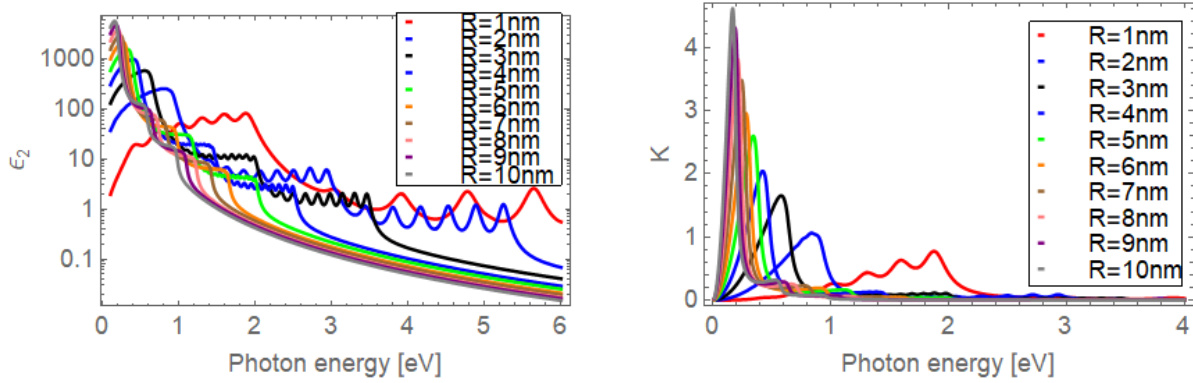 ϵ2
1000
100
10
1
0.1
0
1
2
3
4
5
6
Photon energy [eV]
R=1nm
R=2nm
R=3nm
R=4nm
R=5nm
R=6nm
R=7nm
R=8nm
R=9nm
R=10nm
K
4
3
2
1
0
0
1
2
3
4
Photon energy [eV]
R=1nm
R=2nm
R=3nm
R=4nm
R=5nm
R=6nm
R=7nm
R=8nm
R=9nm
R=10nm